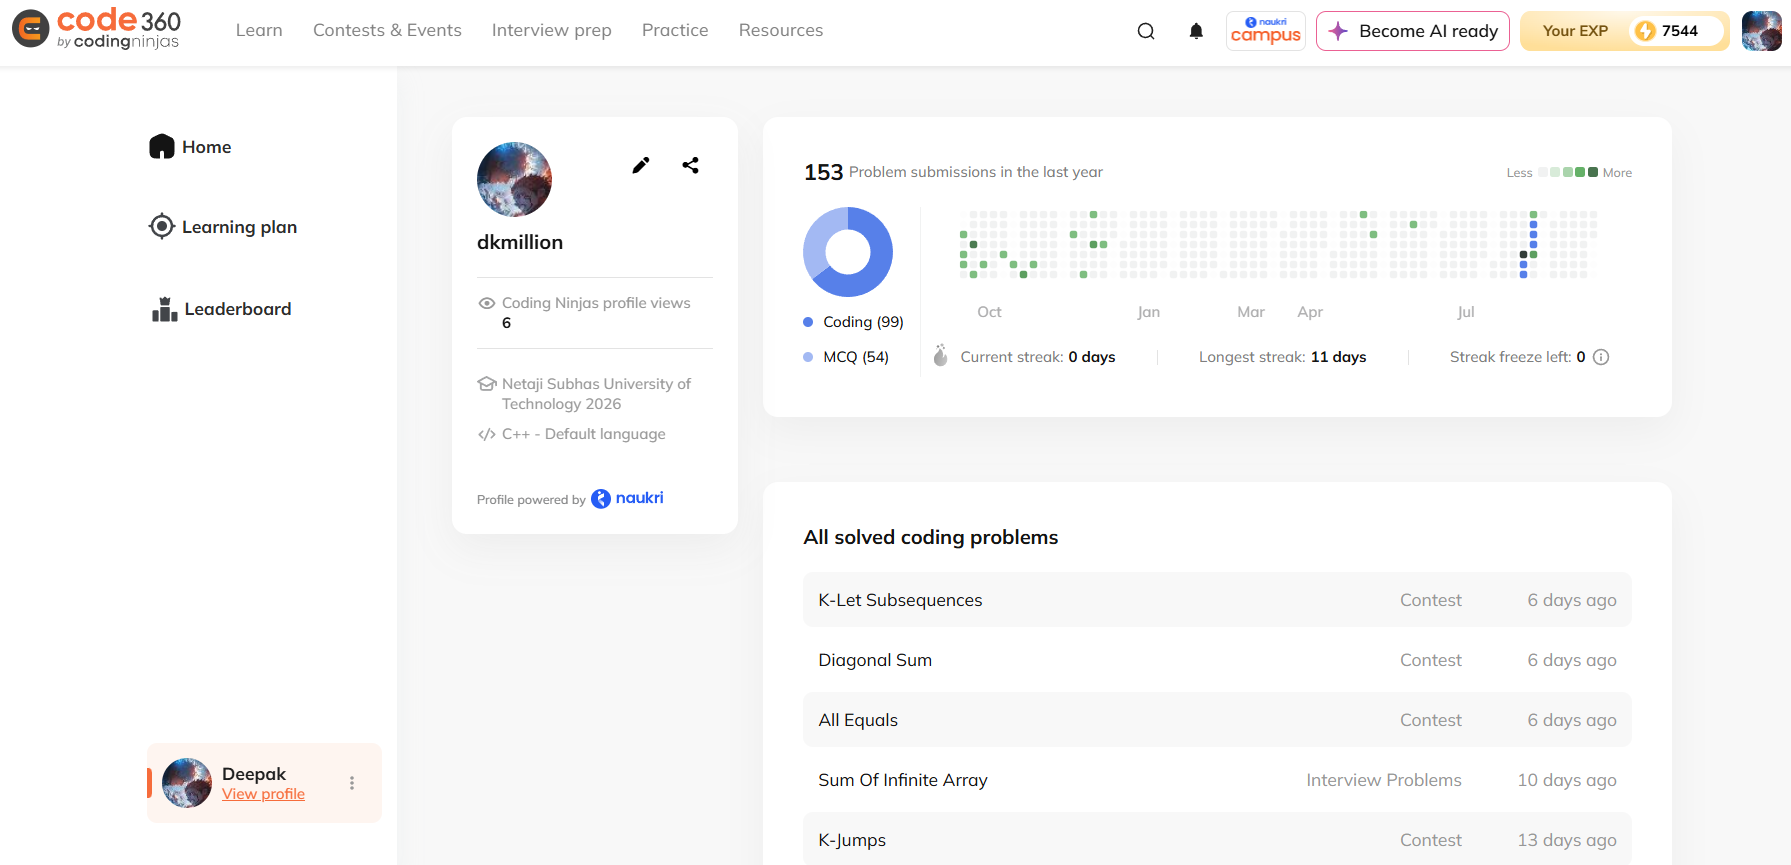 code 360
by codingninjas
Learn
Contests & Events
Interview prep
Practice
Resources
naukri
campus
Become AI ready
Your EXP
7544
Home
Learning plan
Leaderboard
Deepak
View profile
dkmillion
Coding Ninjas profile views
6
Netaji Subhas University of
Technology 2026
C++ - Default language
Profile powered by naukri
153 Problem submissions in the last year
Less
More
Coding (99)
MCQ (54)
Oct
Jan
Mar
Apr
Jul
Current streak: 0 days
Longest streak: 11 days
Streak freeze left: 0
All solved coding problems
K-Let Subsequences Contest 6 days ago
Diagonal Sum Contest 6 days ago
All Equals Contest 6 days ago
Sum Of Infinite Array Interview Problems 10 days ago
K-Jumps Contest 13 days ago